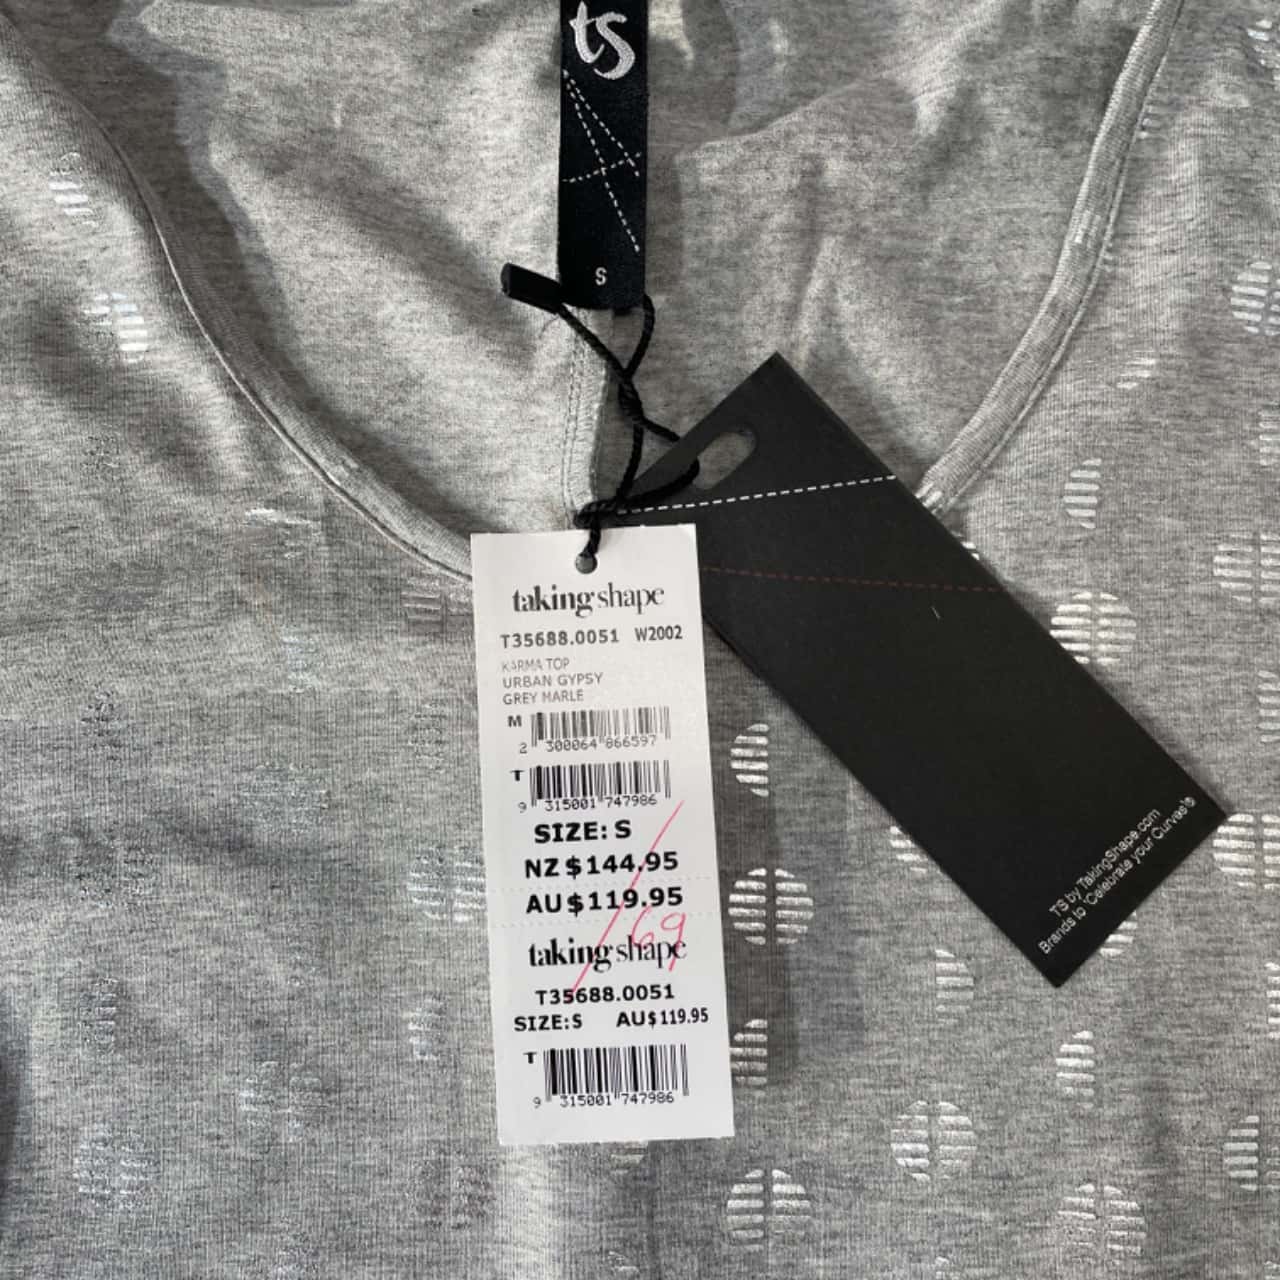 ts
S
taking shape
T35688.0051 W2002
KARMA TOP
URBAN GYPSY
GREY MARLE
M
2 300064 866597
T
9 315001 747986
SIZE: S
NZ $144.95
AU $119.95
69
taking shape
T35688.0051
SIZE:S AU$119.95
T
9 315001 747986
TS by TakingShape.com
Brands to 'Celebrate your Curves'®